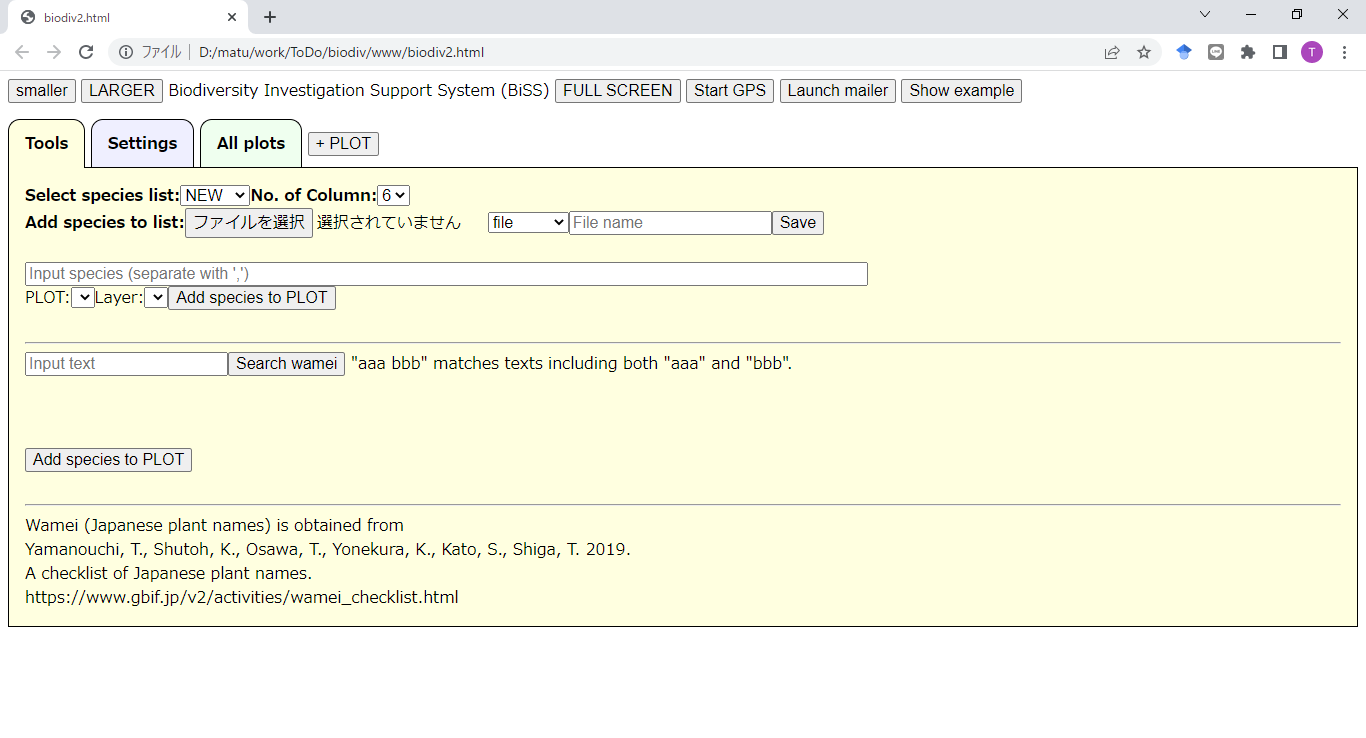 biodiv2.html
ファイル D:/matu/work/ToDo/biodiv/www/biodiv2.html T
smaller LARGER Biodiversity Investigation Support System (BiSS) FULL SCREEN Start GPS Launch mailer Show example
Tools Settings All plots + PLOT
Select species list: NEW No. of Column: 6
Add species to list: ファイルを選択 選択されていません file File name Save
Input species (separate with ',')
PLOT: Layer: Add species to PLOT
Input text Search wamei "aaa bbb" matches texts including both "aaa" and "bbb".
Add species to PLOT
Wamei (Japanese plant names) is obtained from
Yamanouchi, T., Shutoh, K., Osawa, T., Yonekura, K., Kato, S., Shiga, T. 2019.
A checklist of Japanese plant names.
https://www.gbif.jp/v2/activities/wamei_checklist.html